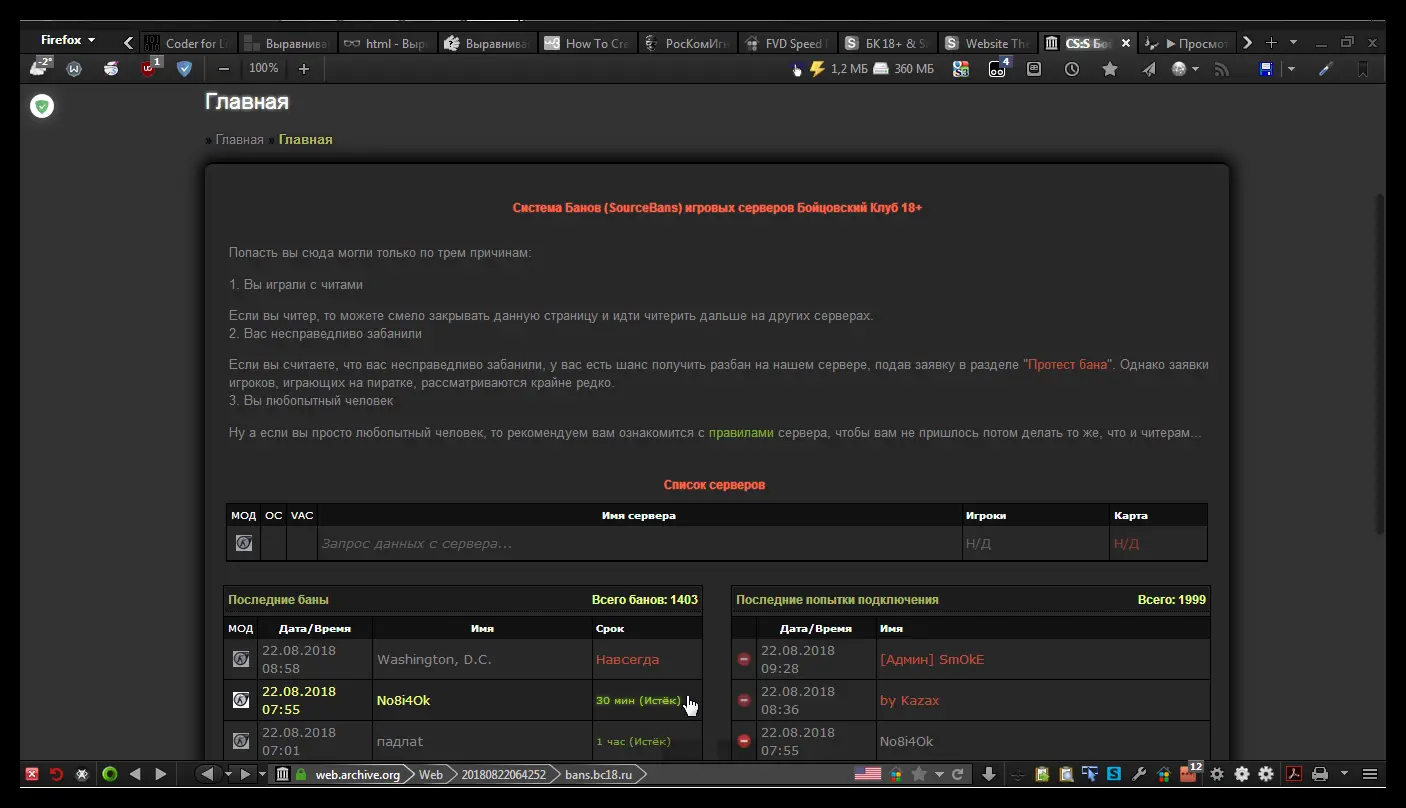 Firefox
Coder for Li
Выравнива
html - Выр
Выравнива
How To Cre
РосКомИгн
FVD Speed
БК 18+ & S
Website The
CS:S Бо
Просмот
-2°
1
100%
1,2 МБ
360 МБ
4
Главная
» Главная » Главная
Система Банов (SourceBans) игровых серверов Бойцовский Клуб 18+
Попасть вы сюда могли только по трем причинам:
1. Вы играли с читами
Если вы читер, то можете смело закрывать данную страницу и идти читерить дальше на других серверах.
2. Вас несправедливо забанили
Если вы считаете, что вас несправедливо забанили, у вас есть шанс получить разбан на нашем сервере, подав заявку в разделе "Протест бана". Однако заявки
игроков, играющих на пиратке, рассматриваются крайне редко.
3. Вы любопытный человек
Ну а если вы просто любопытный человек, то рекомендуем вам ознакомится с правилами сервера, чтобы вам не пришлось потом делать то же, что и читерам...
Список серверов
МОД ОС VAC Имя сервера Игроки Карта
Запрос данных с сервера... Н/Д Н/Д
Последние баны Всего банов: 1403
МОД Дата/Время Имя Срок
22.08.2018
08:58
Washington, D.C. Навсегда
22.08.2018
07:55
No8i4Ok 30 мин (Истёк)
22.08.2018
07:01
падлаt 1 час (Истёк)
Последние попытки подключения Всего: 1999
Дата/Время Имя
22.08.2018
09:28
[Админ] SmOkE
22.08.2018
08:36
by Kazax
22.08.2018
07:55
No8i4Ok
web.archive.org Web 20180822064252 bans.bc18.ru
12